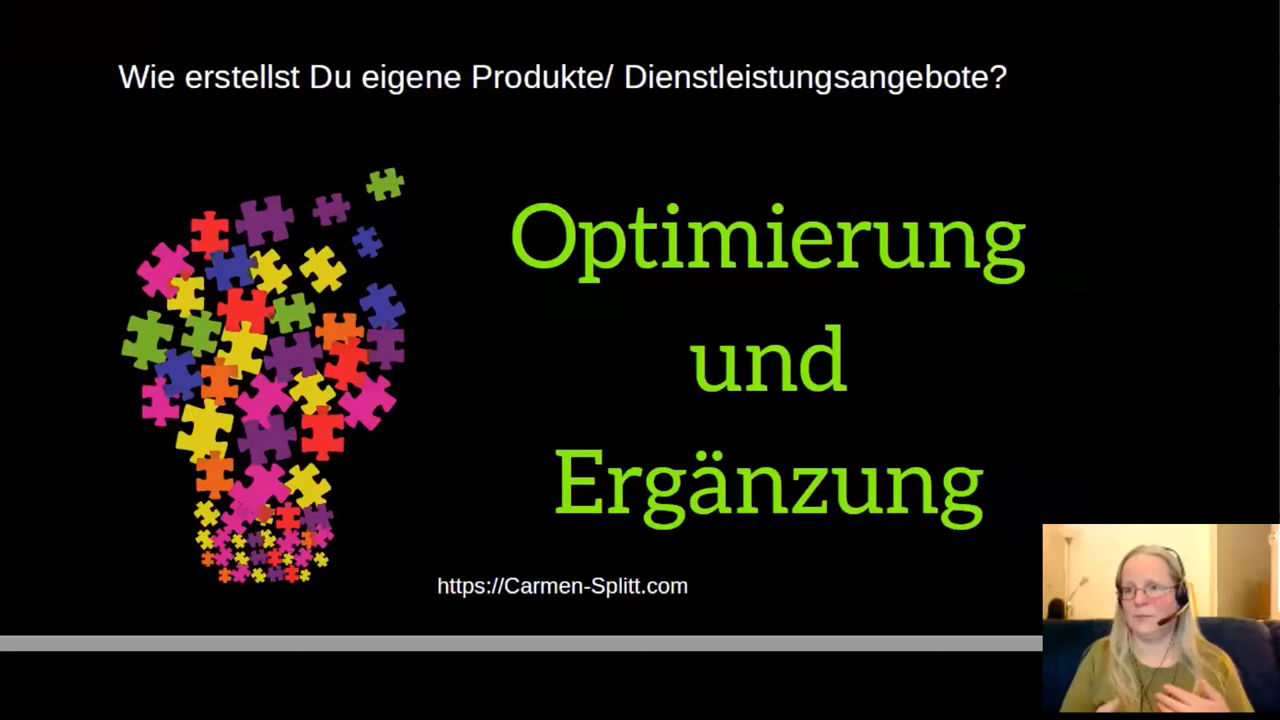 Wie erstellst Du eigene Produkte/ Dienstleistungsangebote?
Optimierung
und
Ergänzung
https://Carmen-Splitt.com